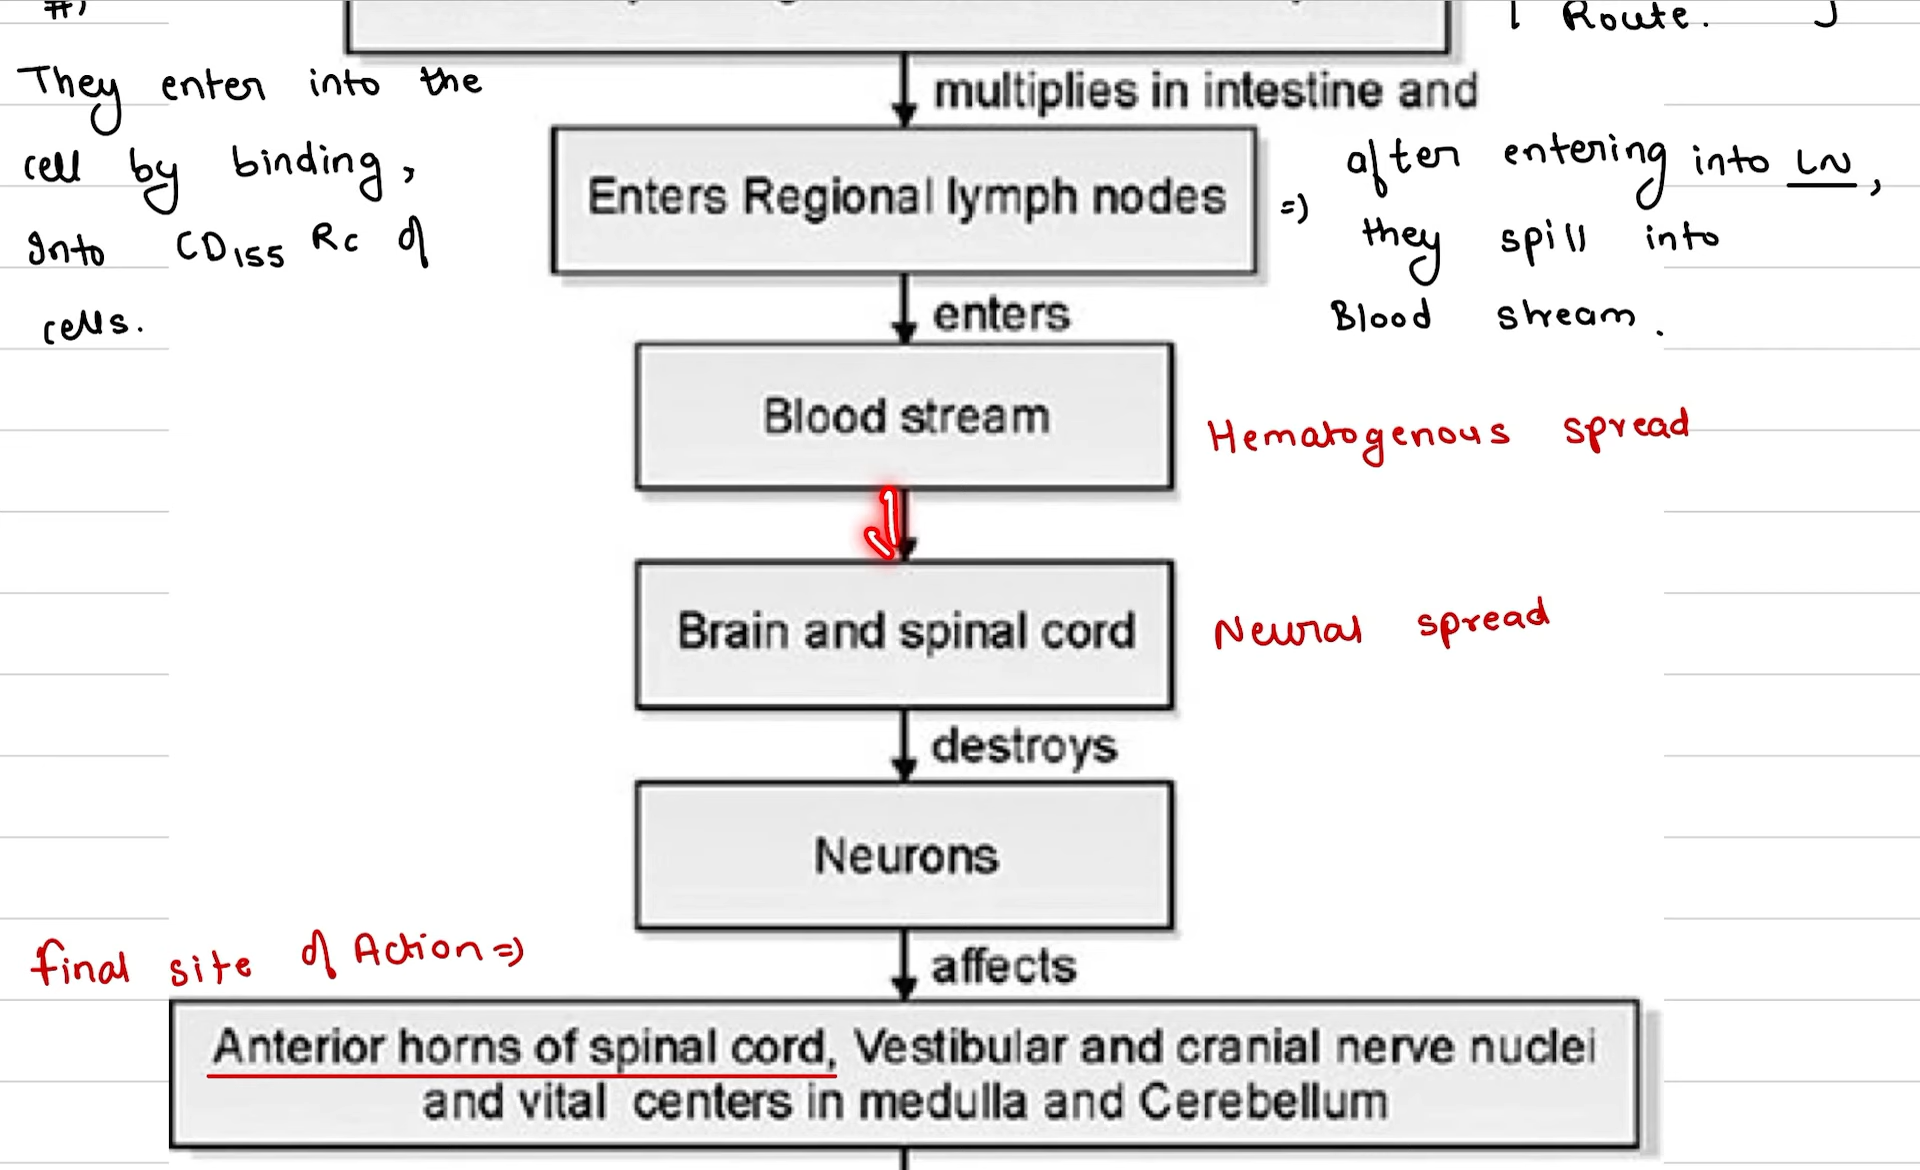 Route.
They enter into the
cell by binding,
Into CD155 Rc of
cells.
multiplies in intestine and
Enters Regional lymph nodes
=) after entering into LN,
they spill into
Blood stream.
enters
Blood stream
Hematogenous spread
Brain and spinal cord
Neural spread
destroys
Neurons
final site of Action =)
affects
Anterior horns of spinal cord, Vestibular and cranial nerve nuclei
and vital centers in medulla and Cerebellum